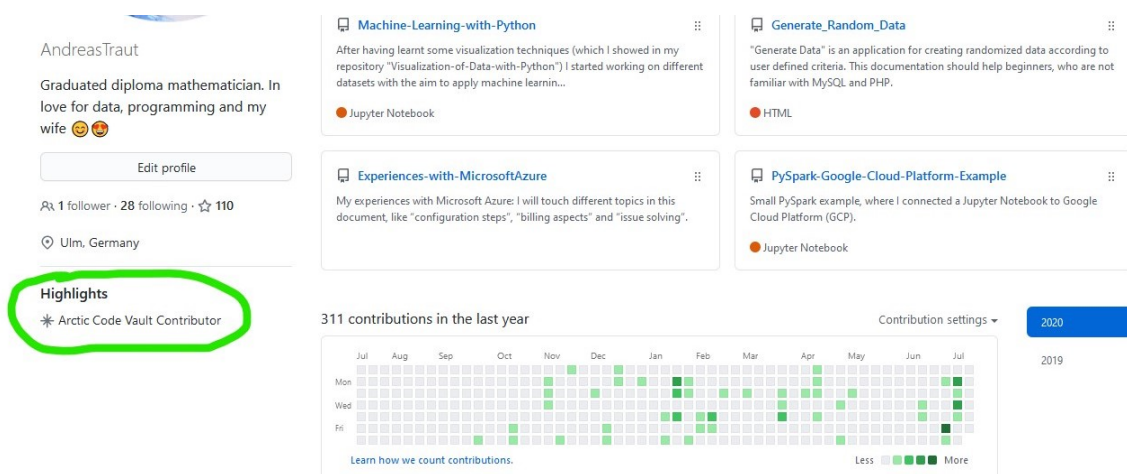 AndreasTraut
Graduated diploma mathematician. In
love for data, programming and my
wife 😊😍
Edit profile
1 follower · 28 following · 110
Ulm, Germany
Highlights
Arctic Code Vault Contributor
Machine-Learning-with-Python
After having learnt some visualization techniques (which I showed in my
repository "Visualization-of-Data-with-Python") I started working on different
datasets with the aim to apply machine learnin...
Jupyter Notebook
Generate_Random_Data
"Generate Data" is an application for creating randomized data according to
user defined criteria. This documentation should help beginners, who are not
familiar with MySQL and PHP.
HTML
Experiences-with-MicrosoftAzure
My experiences with Microsoft Azure: I will touch different topics in this
document, like "configuration steps", "billing aspects" and "issue solving".
PySpark-Google-Cloud-Platform-Example
Small PySpark example, where I connected a Jupyter Notebook to Google
Cloud Platform (GCP).
Jupyter Notebook
311 contributions in the last year
Contribution settings
2020
2019
Jul Aug Sep Oct Nov Dec Jan Feb Mar Apr May Jun Jul
Mon
Wed
Fri
Learn how we count contributions.
Less More